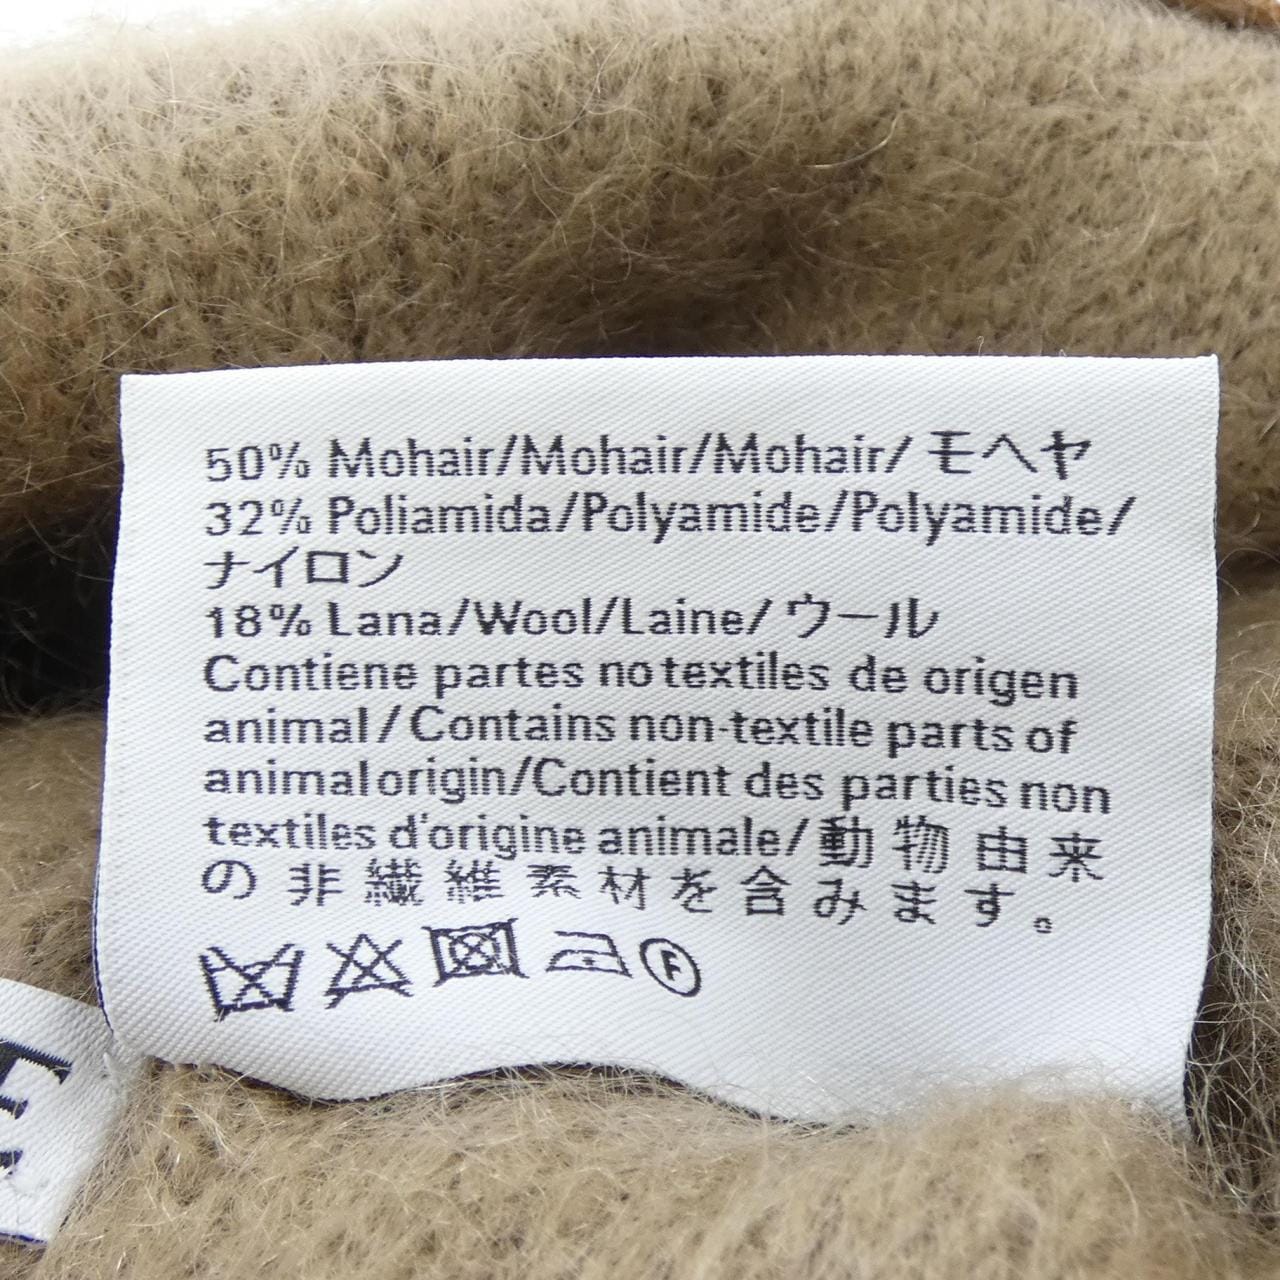 50% Mohair/Mohair/Mohair/ モヘヤ
32% Poliamida/Polyamide/Polyamide/
ナイロン
18% Lana/Wool/Laine/ ウール
Contiene partes no textiles de origen
animal/Contains non-textile parts of
animal origin/Contient des parties non
textiles d'origine animale/動物由来
の非繊維素材を含みます。
F